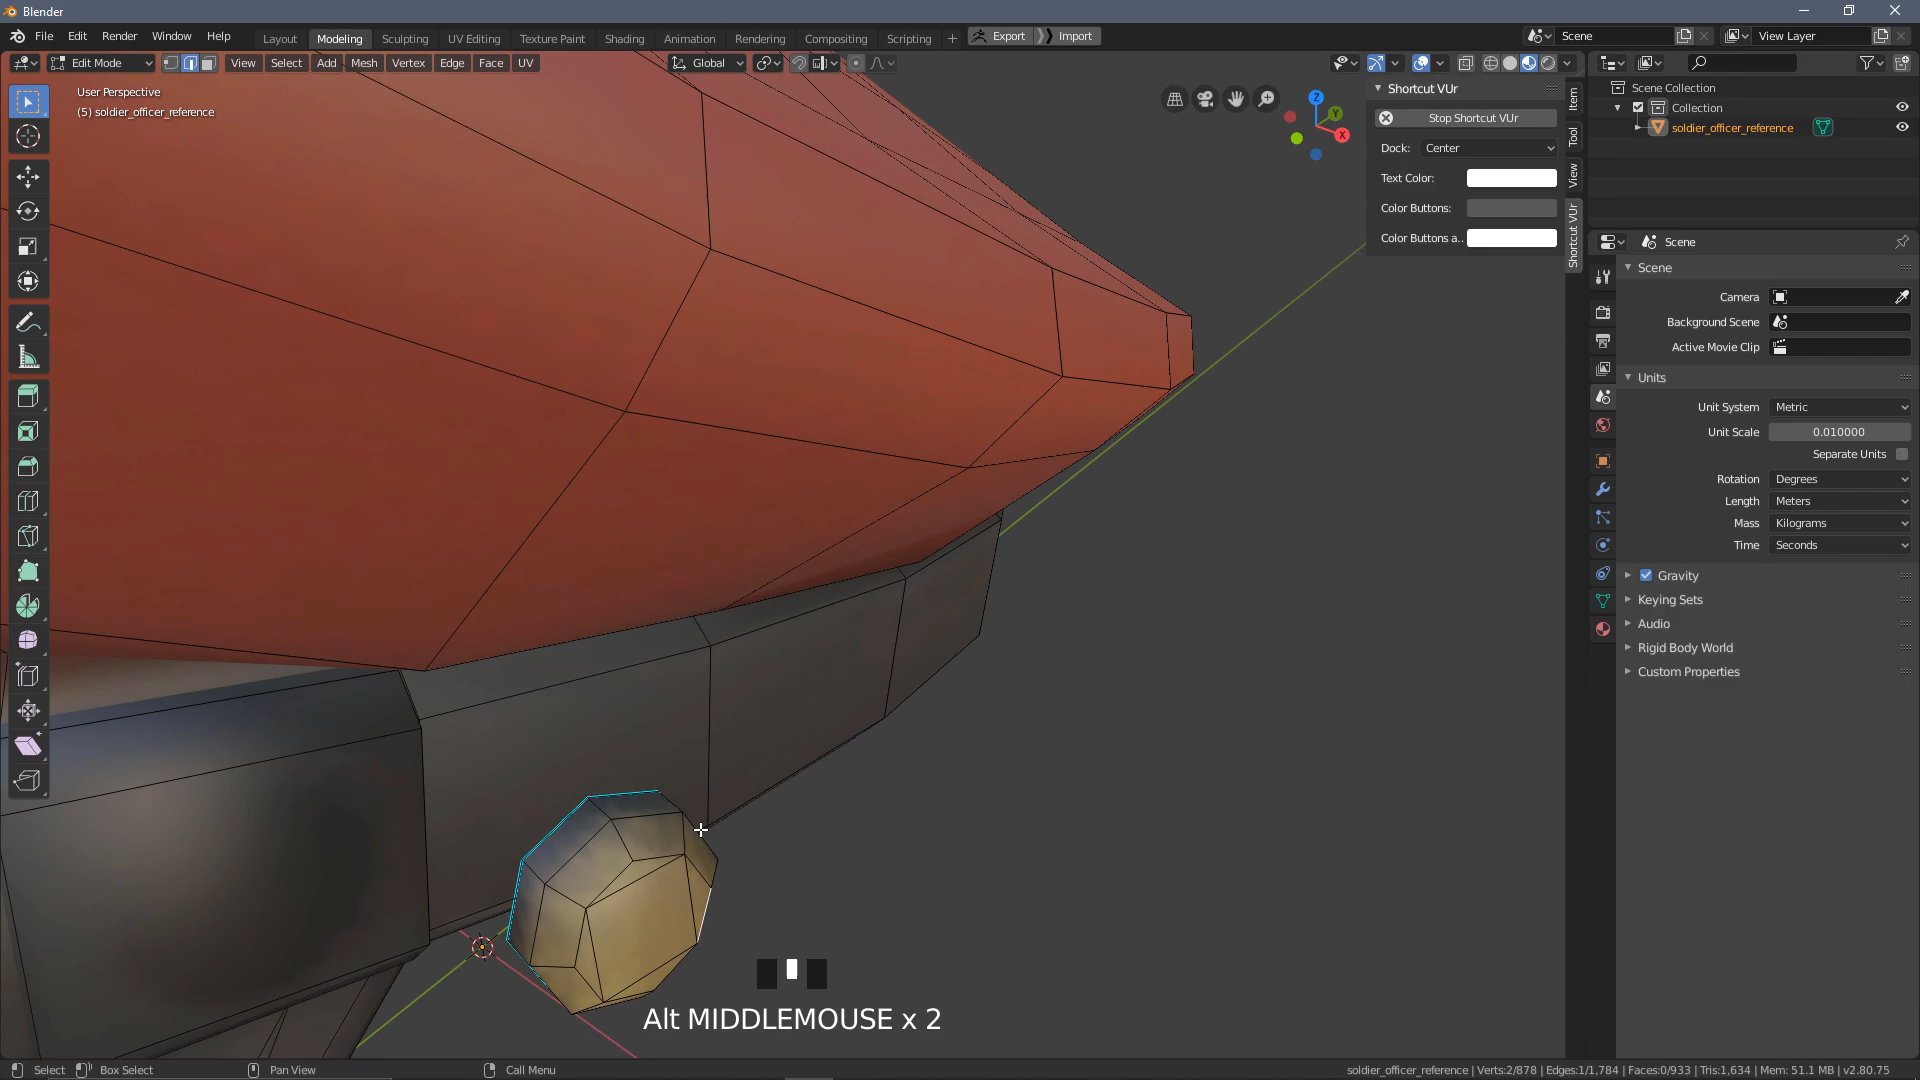 Blender
File Edit Render Window Help
Layout Modeling Sculpting UV Editing Texture Paint Shading Animation Rendering Compositing Scripting + Export Import
Scene
View Layer
Edit Mode View Select Add Mesh Vertex Edge Face UV
Global
User Perspective
(5) soldier_officer_reference
Shortcut VUr
Stop Shortcut VUr
Dock: Center
Text Color:
Color Buttons:
Color Buttons a..
Item
Tool
View
Shortcut VUr
Z
Y
X
Scene Collection
Collection
soldier_officer_reference
Scene
Scene
Camera
Background Scene
Active Movie Clip
Units
Unit System Metric
Unit Scale 0.010000
Separate Units
Rotation Degrees
Length Meters
Mass Kilograms
Time Seconds
Gravity
Keying Sets
Audio
Rigid Body World
Custom Properties
Alt MIDDLEMOUSE x 2
Select Box Select Pan View Call Menu
soldier_officer_reference | Verts:2/878 | Edges:1/1,784 | Faces:0/933 | Tris:1,634 | Mem: 51.1 MB | v2.80.75